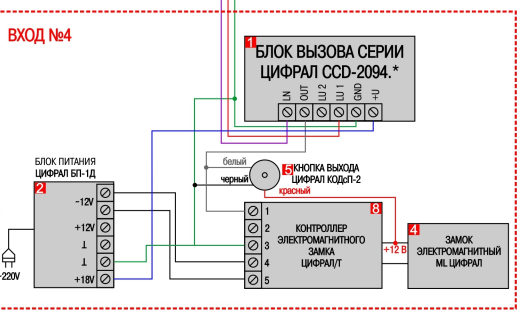 ВХОД №4
1
БЛОК ВЫЗОВА СЕРИИ
ЦИФРАЛ CCD-2094.*
LN
OUT
LU 2
LU 1
GND
+U
белый
черный
красный
5
КНОПКА ВЫХОДА
ЦИФРАЛ КОДсП-2
БЛОК ПИТАНИЯ
ЦИФРАЛ БП-1Д
2
~12V
+12V
⊥
⊥
+18V
~220V
8
1
2
3
4
5
КОНТРОЛЛЕР
ЭЛЕКТРОМАГНИТНОГО
ЗАМКА
ЦИФРАЛ/Т
+12 В
4
ЗАМОК
ЭЛЕКТРОМАГНИТНЫЙ
ML ЦИФРАЛ